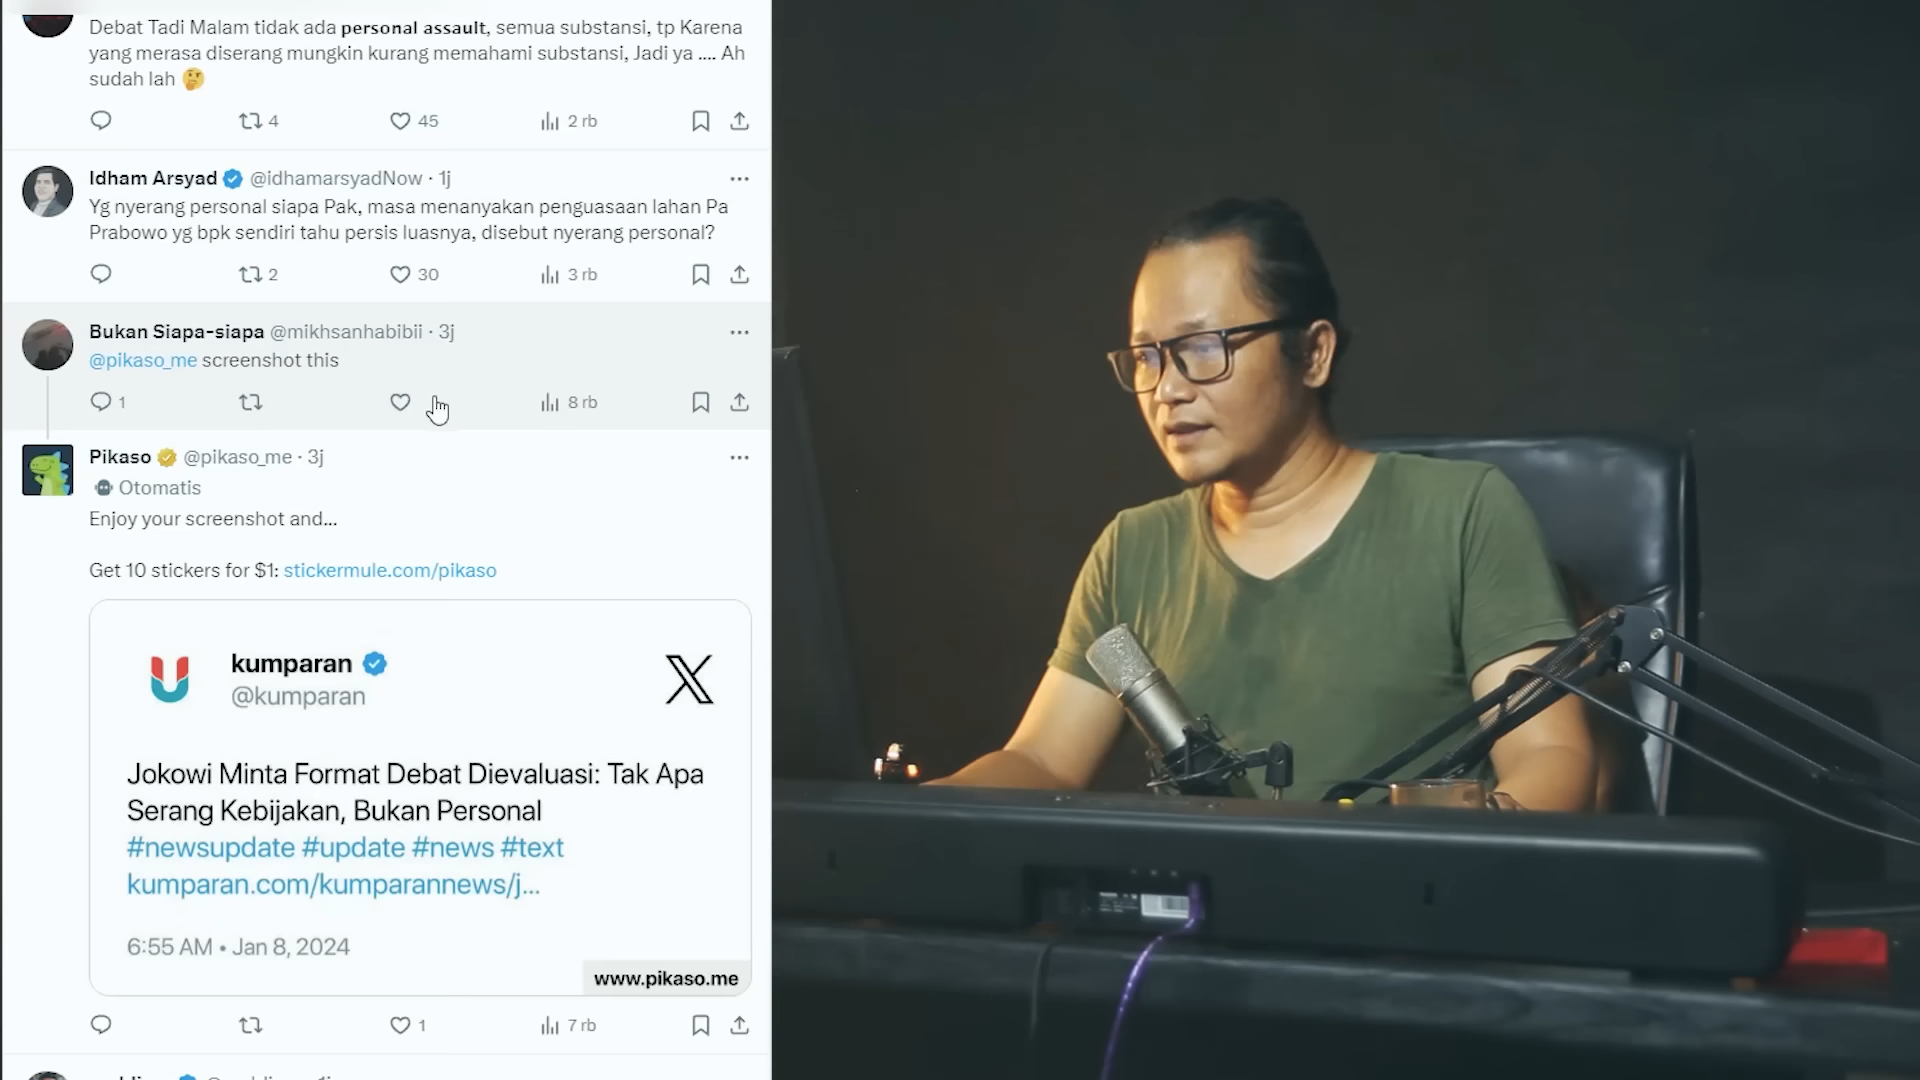 Debat Tadi Malam tidak ada personal assault, semua substansi, tp Karena
yang merasa diserang mungkin kurang memahami substansi, Jadi ya .... Ah
sudah lah 🤔
4 45 2 rb
Idham Arsyad @idhamarsyadNow · 1j
Yg nyerang personal siapa Pak, masa menanyakan penguasaan lahan Pa
Prabowo yg bpk sendiri tahu persis luasnya, disebut nyerang personal?
2 30 3 rb
Bukan Siapa-siapa @mikhsanhabibii · 3j
@pikaso_me screenshot this
1 8 rb
Pikaso @pikaso_me · 3j
Otomatis
Enjoy your screenshot and...
Get 10 stickers for $1: stickermule.com/pikaso
kumparan
@kumparan
Jokowi Minta Format Debat Dievaluasi: Tak Apa
Serang Kebijakan, Bukan Personal
#newsupdate #update #news #text
kumparan.com/kumparannews/j...
6:55 AM • Jan 8, 2024
www.pikaso.me
1 7 rb